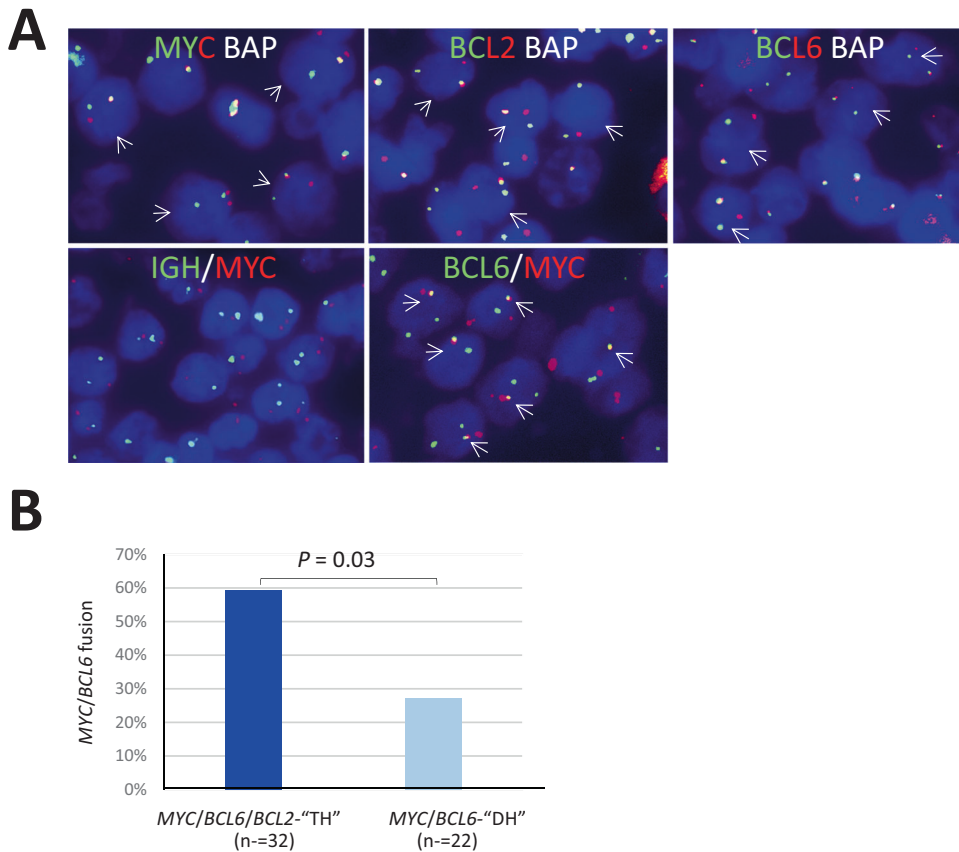 A
MYC BAP
BCL2 BAP
BCL6 BAP
IGH/MYC
BCL6/MYC
B
P = 0.03
70%
60%
50%
40%
30%
20%
10%
0%
MYC/BCL6 fusion
MYC/BCL6/BCL2-“TH”
(n-=32)
MYC/BCL6-“DH”
(n-=22)